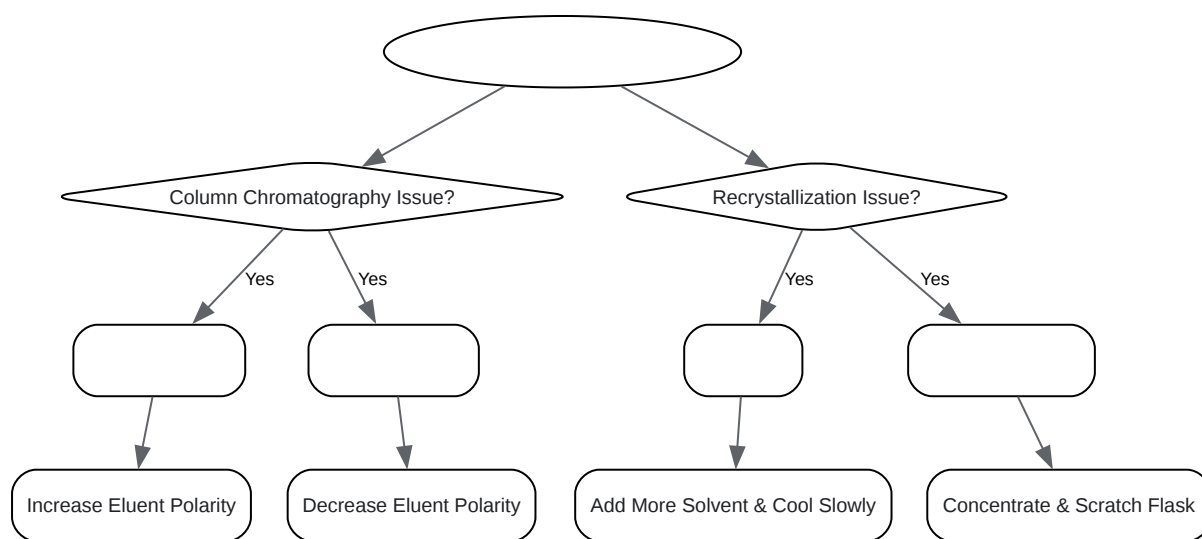 Column Chromatography Issue?
Recrystallization Issue?
Yes
Yes
Yes
Yes
Increase Eluent Polarity
Decrease Eluent Polarity
Add More Solvent & Cool Slowly
Concentrate & Scratch Flask